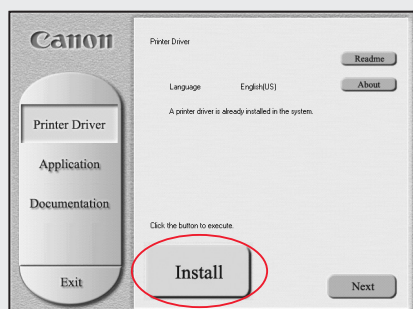 Canon
Printer Driver
Application
Documentation
Exit
Printer Driver
Readme
Language English(US)
About
A printer driver is already installed in the system.
Click the button to execute.
Install
Next